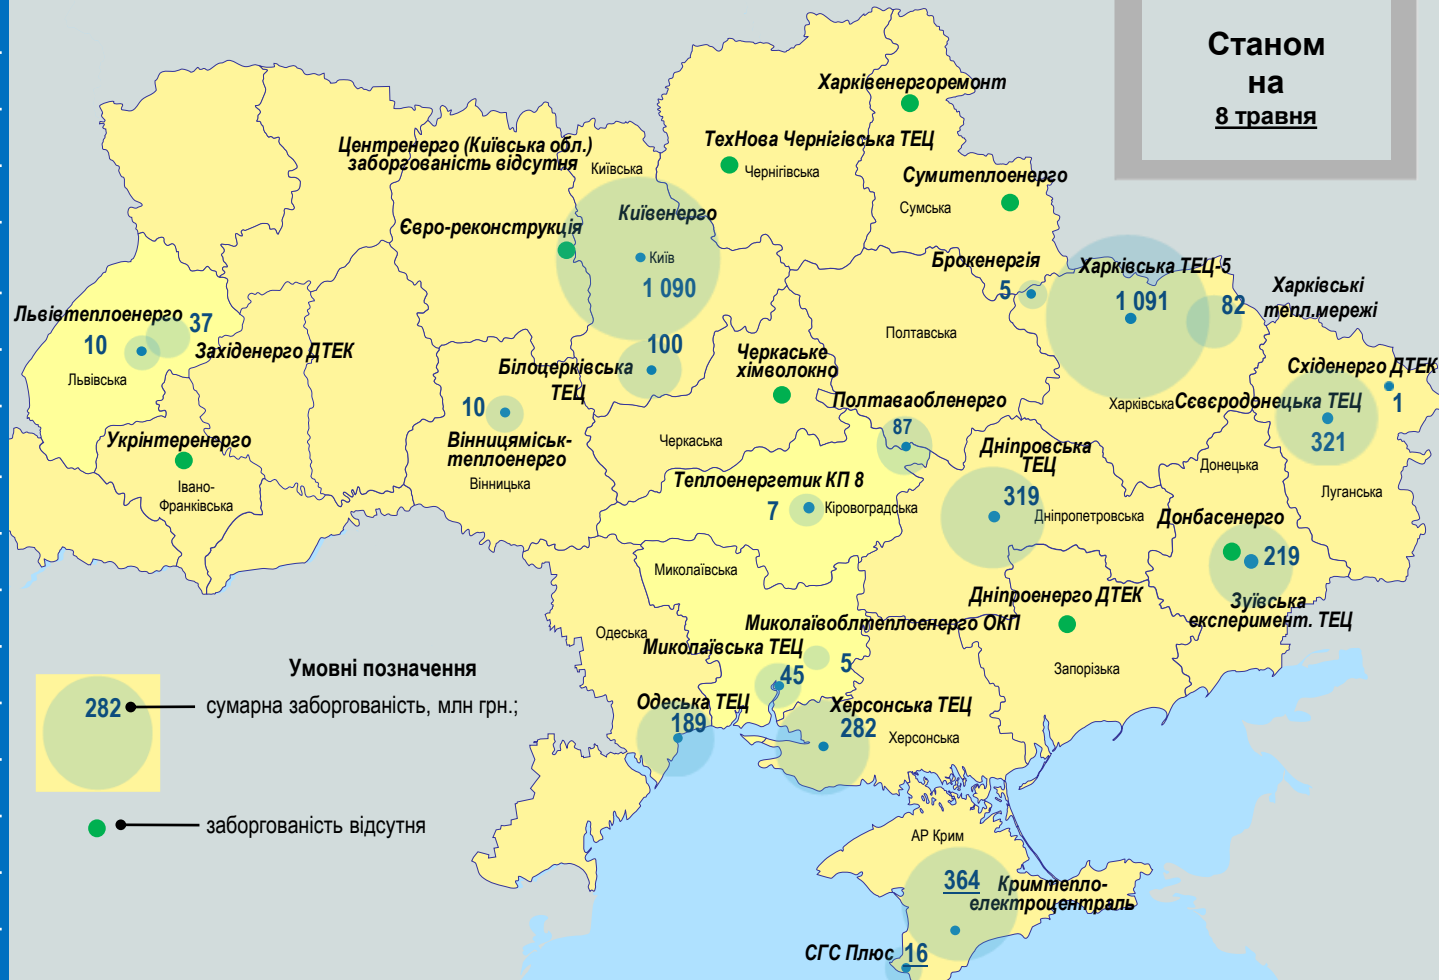 Станом
на
8 травня
Харківенергоремонт
ТехНова Чернігівська ТЕЦ
Чернігівська
Центренерго (Київська обл.)
заборгованість відсутня
Київська
Сумитеплоенерго
Сумська
Київенерго
Київ
1 090
Євро-реконструкція
Брокенергія
5
Харківська ТЕЦ-5
1 091
82
Харківські
тепл.мережі
Львівтеплоенерго
10
37
Західенерго ДТЕК
Львівська
Полтавська
100
Білоцерківська
ТЕЦ
Черкаське
хімволокно
Східенерго ДТЕК
1
Харківська
Сєвєродонецька ТЕЦ
321
10
Вінницяміськ-
теплоенерго
Вінницька
Полтаваобленерго
87
Укрінтеренерго
Івано-
Франківська
Черкаська
Дніпровська
ТЕЦ
319
Дніпропетровська
Донецька
Луганська
Теплоенергетик КП 8
7
Кіровоградська
Донбасенерго
219
Зуївська
експеримент. ТЕЦ
Миколаївська
Дніпроенерго ДТЕК
Запорізька
Одеська
Миколаївоблтеплоенерго ОКП
5
Миколаївська ТЕЦ
45
Одеська ТЕЦ
189
Херсонська ТЕЦ
282
Херсонська
Умовні позначення
282
сумарна заборгованість, млн грн.;
заборгованість відсутня
АР Крим
364
Кримтепло-
електроцентраль
СГС Плюс
16